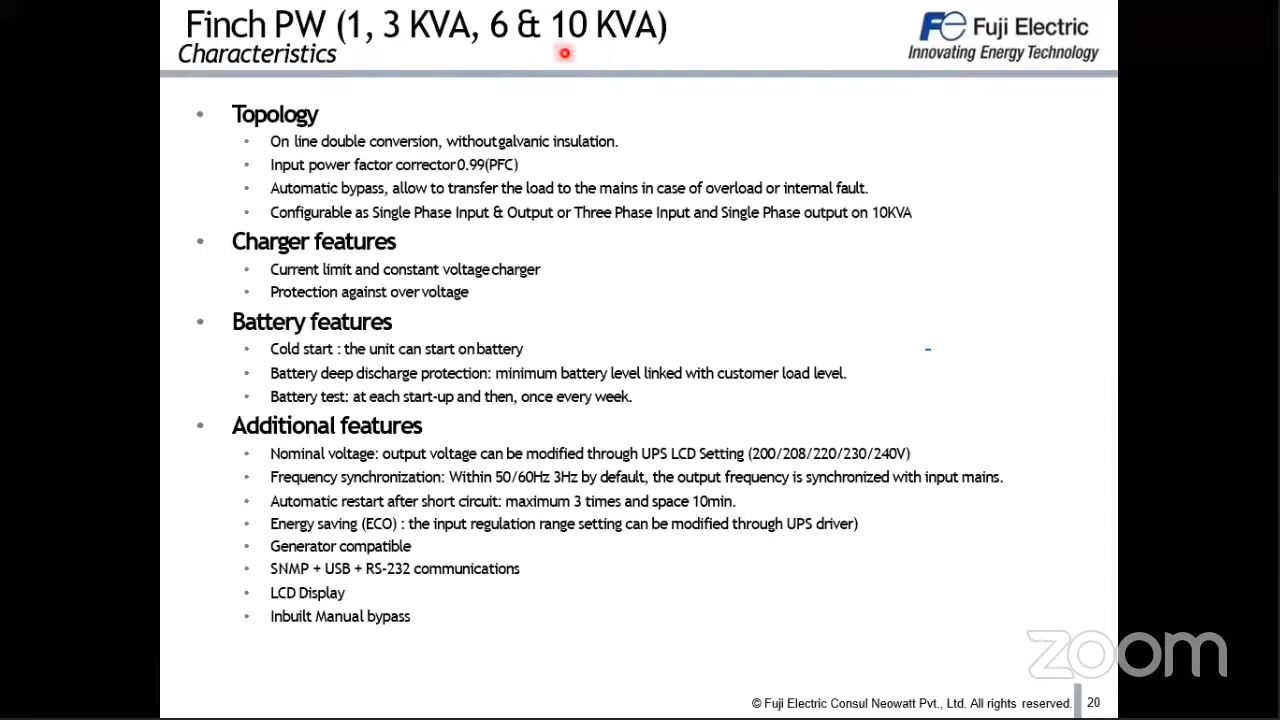 Finch PW (1, 3 KVA, 6 & 10 KVA)
Characteristics
Fe Fuji Electric
Innovating Energy Technology
• Topology
• On line double conversion, without galvanic insulation.
• Input power factor corrector 0.99(PFC)
• Automatic bypass, allow to transfer the load to the mains in case of overload or internal fault.
• Configurable as Single Phase Input & Output or Three Phase Input and Single Phase output on 10KVA
• Charger features
• Current limit and constant voltage charger
• Protection against over voltage
• Battery features
• Cold start : the unit can start on battery
• Battery deep discharge protection: minimum battery level linked with customer load level.
• Battery test: at each start-up and then, once every week.
• Additional features
• Nominal voltage: output voltage can be modified through UPS LCD Setting (200/208/220/230/240V)
• Frequency synchronization: Within 50/60Hz 3Hz by default, the output frequency is synchronized with input mains.
• Automatic restart after short circuit: maximum 3 times and space 10min.
• Energy saving (ECO) : the input regulation range setting can be modified through UPS driver)
• Generator compatible
• SNMP + USB + RS-232 communications
• LCD Display
• Inbuilt Manual bypass
zoom
© Fuji Electric Consul Neowatt Pvt., Ltd. All rights reserved. 20